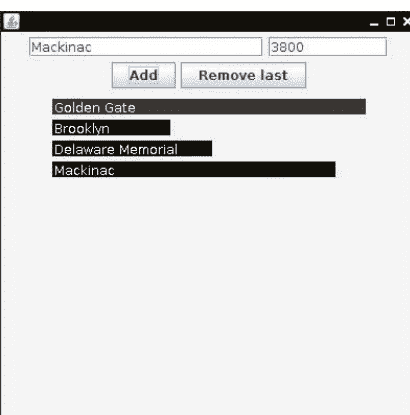 Mackinac 3800
Add Remove last
Golden Gate
Brooklyn
Delaware Memorial
Mackinac